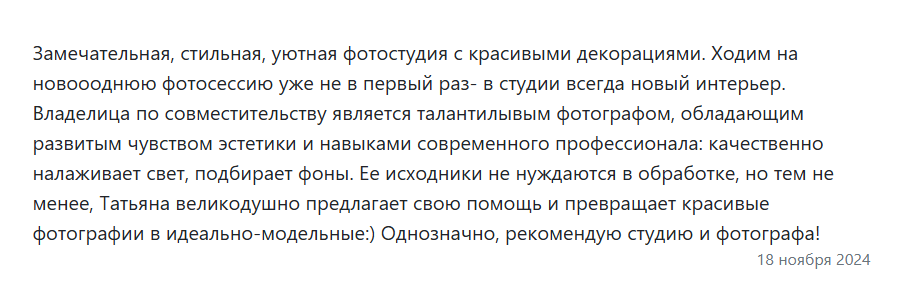 Замечательная, стильная, уютная фотостудия с красивыми декорациями. Ходим на
новоооднюю фотосессию уже не в первый раз- в студии всегда новый интерьер.
Владелица по совместительству является талантилывым фотографом, обладающим
развитым чувством эстетики и навыками современного профессионала: качественно
налаживает свет, подбирает фоны. Ее исходники не нуждаются в обработке, но тем не
менее, Татьяна великодушно предлагает свою помощь и превращает красивые
фотографии в идеально-модельные:) Однозначно, рекомендую студию и фотографа!
18 ноября 2024